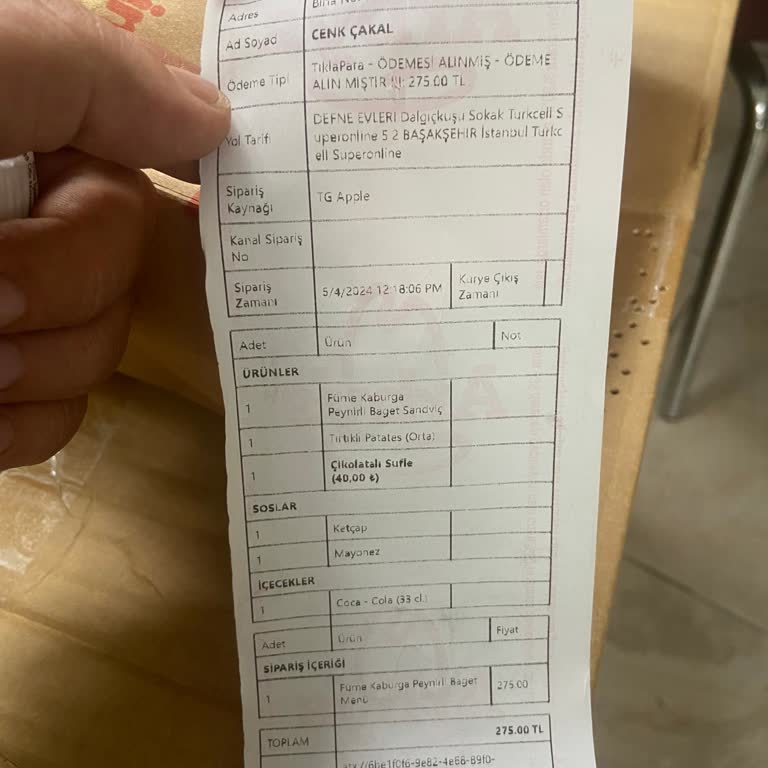 Adres
Bina No
Ad Soyad
CENK ÇAKAL
Ödeme Tipi
TıklaPara - ÖDEMESİ ALINMIŞ - ÖDEME
ALIN MIŞTIR !!!: 275.00 TL
Yol Tarifi
DEFNE EVLERİ Dalgıçkuşu Sokak Turkcell S
uperonline 5 2 BAŞAKŞEHİR İstanbul Turkc
ell Superonline
Sipariş
Kaynağı
TG Apple
Kanal Sipariş
No
Sipariş
Zamanı
5/4/2024 12:18:06 PM
Kurye Çıkış
Zamanı
Adet
Ürün
Not
ÜRÜNLER
1
Füme Kaburga
Peynirli Baget Sandviç
1
Tırtıklı Patates (Orta)
1
Çikolatalı Sufle
(40,00 ₺)
SOSLAR
1
Ketçap
1
Mayonez
İÇECEKLER
1
Coca - Cola (33 cl.)
Adet
Ürün
Fiyat
SİPARİŞ İÇERİĞİ
1
Füme Kaburga Peynirli Baget
Menü
275.00
TOPLAM
275.00 TL